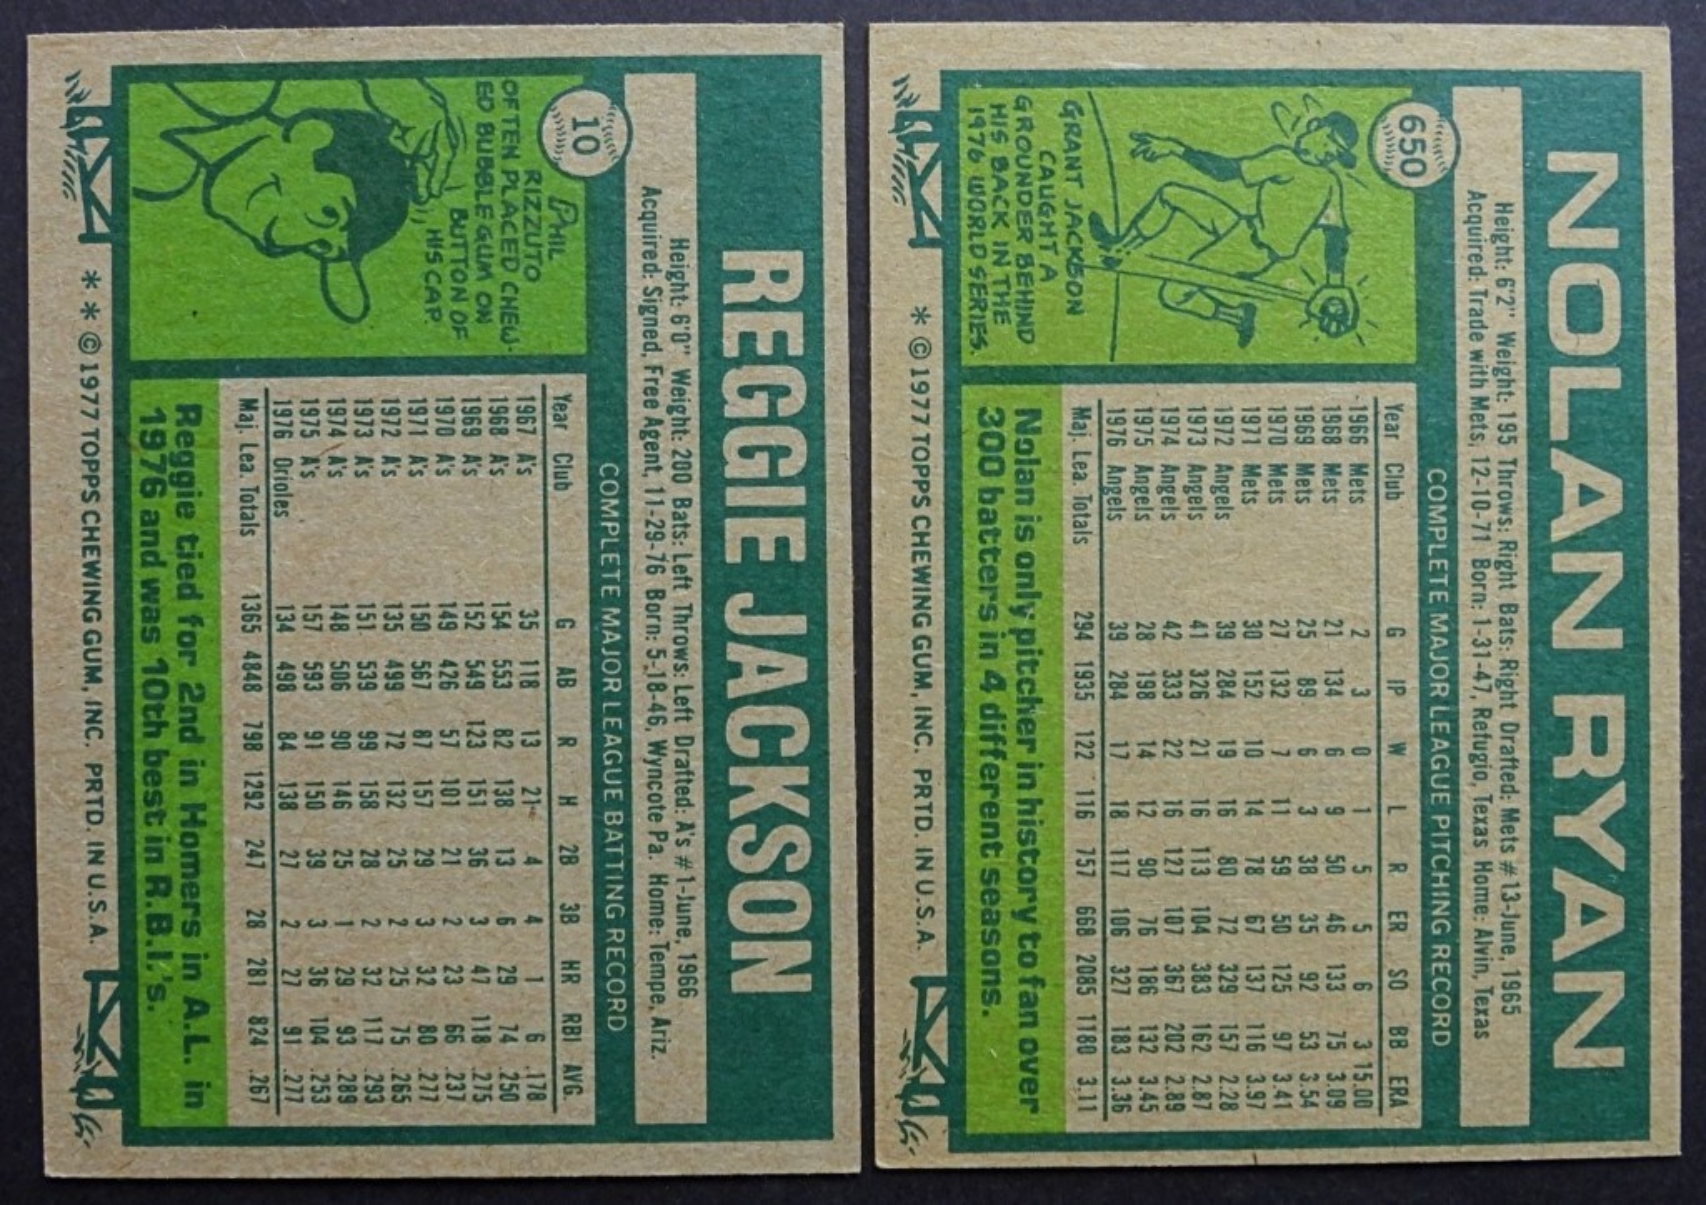 NOLAN RYAN
650
Height: 6'2" Weight: 195 Throws: Right Bats: Right Drafted: Mets #13-June, 1965
Acquired: Trade with Mets, 12-10-71 Born: 1-31-47, Refugio, Texas Home: Alvin, Texas
COMPLETE MAJOR LEAGUE PITCHING RECORD
GRANT JACKSON
CAUGHT A
GROUNDER BEHIND
HIS BACK IN THE
1976 WORLD SERIES.
Year Club G IP W L R ER SO BB ERA
1966 Mets 2 3 0 1 5 5 6 3 15.00
1968 Mets 21 134 6 9 50 46 133 75 3.09
1969 Mets 25 89 6 3 38 35 92 53 3.54
1970 Mets 27 132 7 11 59 50 125 97 3.41
1971 Mets 30 152 10 14 78 67 137 116 3.97
1972 Angels 39 284 19 16 80 72 329 157 2.28
1973 Angels 41 326 21 16 113 104 383 162 2.87
1974 Angels 42 333 22 16 127 107 367 202 2.89
1975 Angels 28 198 14 12 90 76 186 132 3.45
1976 Angels 39 284 17 18 117 106 327 183 3.36
Maj. Lea. Totals 294 1935 122 116 757 668 2085 1180 3.11
Nolan is only pitcher in history to fan over
300 batters in 4 different seasons.
* © 1977 TOPPS CHEWING GUM, INC. PRTD. IN U.S.A.
REGGIE JACKSON
10
Height: 6'0" Weight: 200 Bats: Left Throws: Left Drafted: A's #1-June, 1966
Acquired: Signed, Free Agent, 11-29-76 Born: 5-18-46, Wyncote Pa. Home: Tempe, Ariz.
COMPLETE MAJOR LEAGUE BATTING RECORD
PHIL
RIZZUTO
OFTEN PLACED CHEW-
ED BUBBLE GUM ON
BUTTON OF
HIS CAP.
Year Club G AB R H 2B 3B HR RBI AVG.
1967 A's 35 118 13 21 4 4 1 6 .178
1968 A's 154 553 82 138 13 6 29 74 .250
1969 A's 152 549 123 151 36 3 47 118 .275
1970 A's 149 426 57 101 21 2 23 66 .237
1971 A's 150 567 87 157 29 3 32 80 .277
1972 A's 135 499 72 132 25 2 25 75 .265
1973 A's 151 539 99 158 28 2 32 117 .293
1974 A's 148 506 90 146 25 1 29 93 .289
1975 A's 157 593 91 150 39 3 36 104 .253
1976 Orioles 134 498 84 138 27 2 27 91 .277
Maj. Lea. Totals 1365 4848 798 1292 247 28 281 824 .267
Reggie tied for 2nd in Homers in A.L. in
1976 and was 10th best in R.B.I.'s.
* * © 1977 TOPPS CHEWING GUM, INC. PRTD. IN U.S.A.